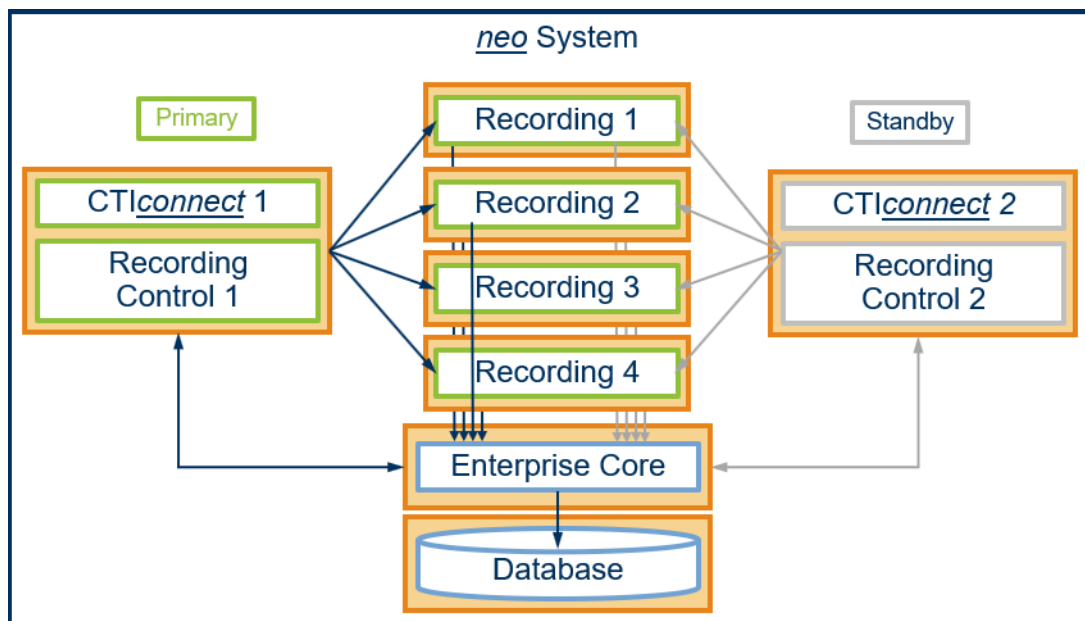 neo System
Primary
Standby
CTIconnect 1
Recording
Control 1
Recording 1
Recording 2
Recording 3
Recording 4
CTIconnect 2
Recording
Control 2
Enterprise Core
Database